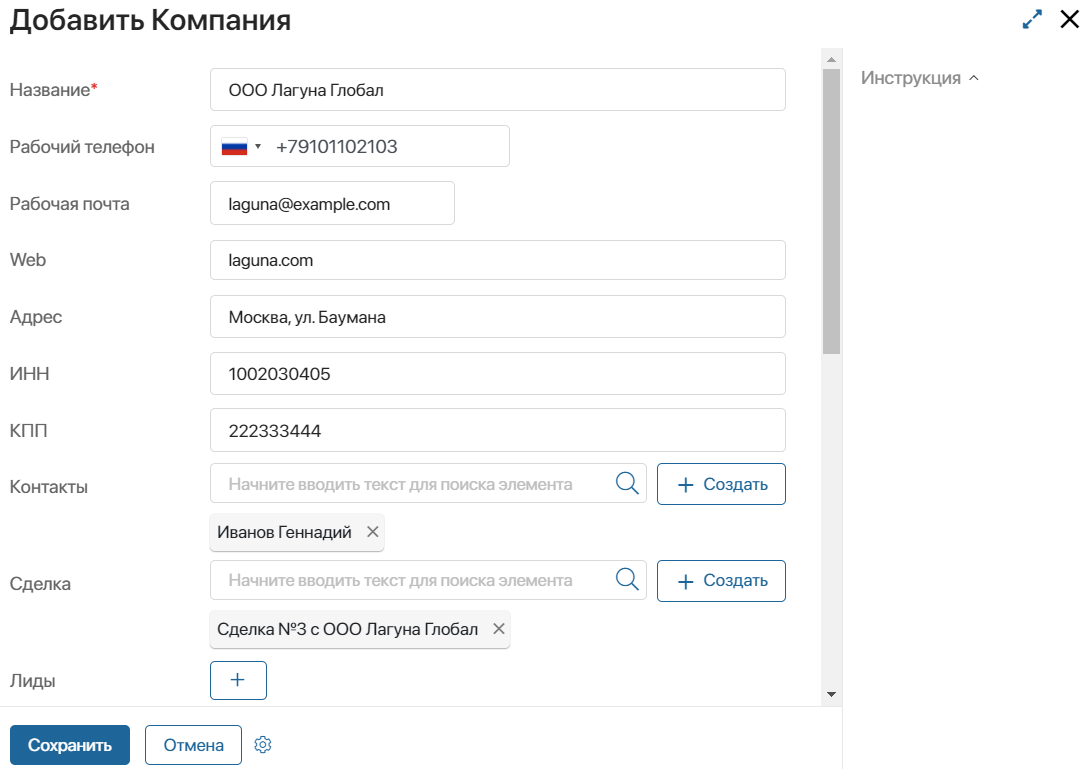 Добавить Компания
Инструкция
Название* ООО Лагуна Глобал
Рабочий телефон +79101102103
Рабочая почта laguna@example.com
Web laguna.com
Адрес Москва, ул. Баумана
ИНН 1002030405
КПП 222333444
Контакты Начните вводить текст для поиска элемента + Создать
Иванов Геннадий ×
Сделка Начните вводить текст для поиска элемента + Создать
Сделка №3 с ООО Лагуна Глобал ×
Лиды +
Сохранить Отмена